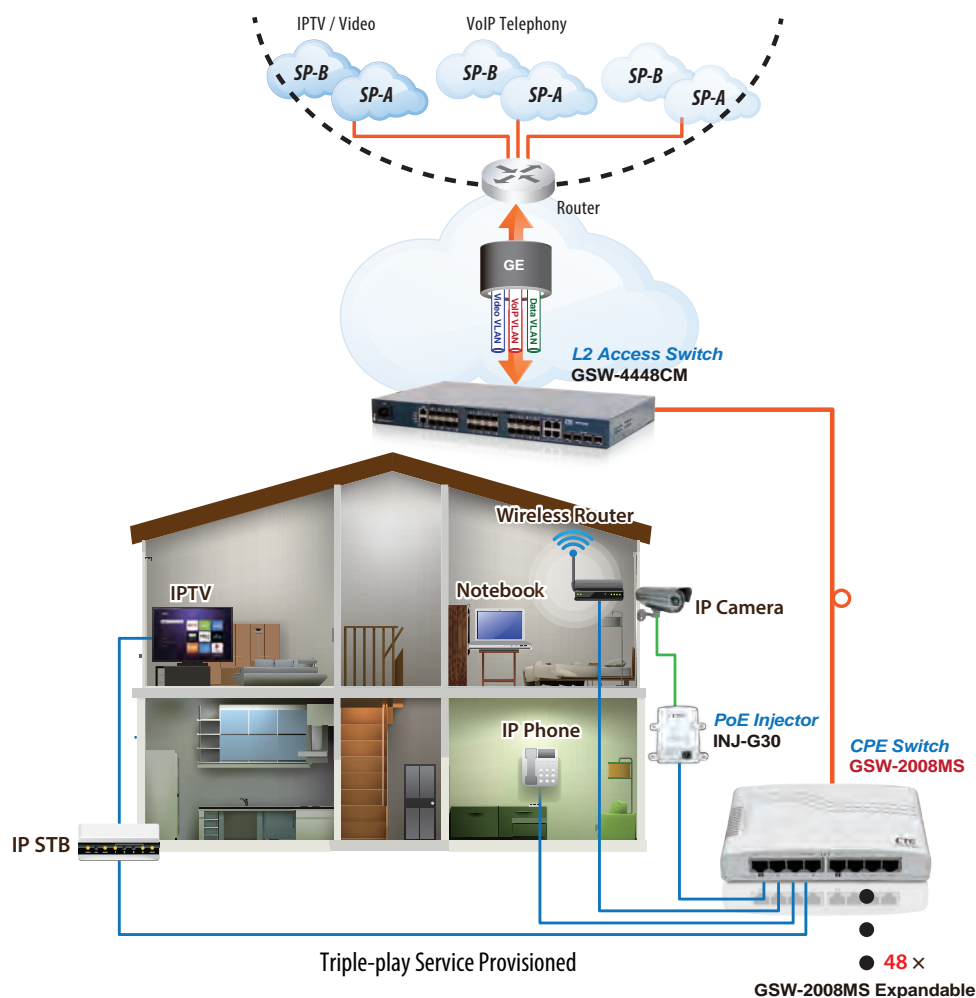 IPTV / Video
VoIP Telephony
SP-B
SP-A
SP-B
SP-A
SP-B
SP-A
Router
GE
Video VLAN
VoIP VLAN
Data VLAN
L2 Access Switch
GSW-4448CM
Wireless Router
IPTV
Notebook
IP Camera
PoE Injector
INJ-G30
IP Phone
CPE Switch
GSW-2008MS
IP STB
CTC
Triple-play Service Provisioned
48 ×
GSW-2008MS Expandable